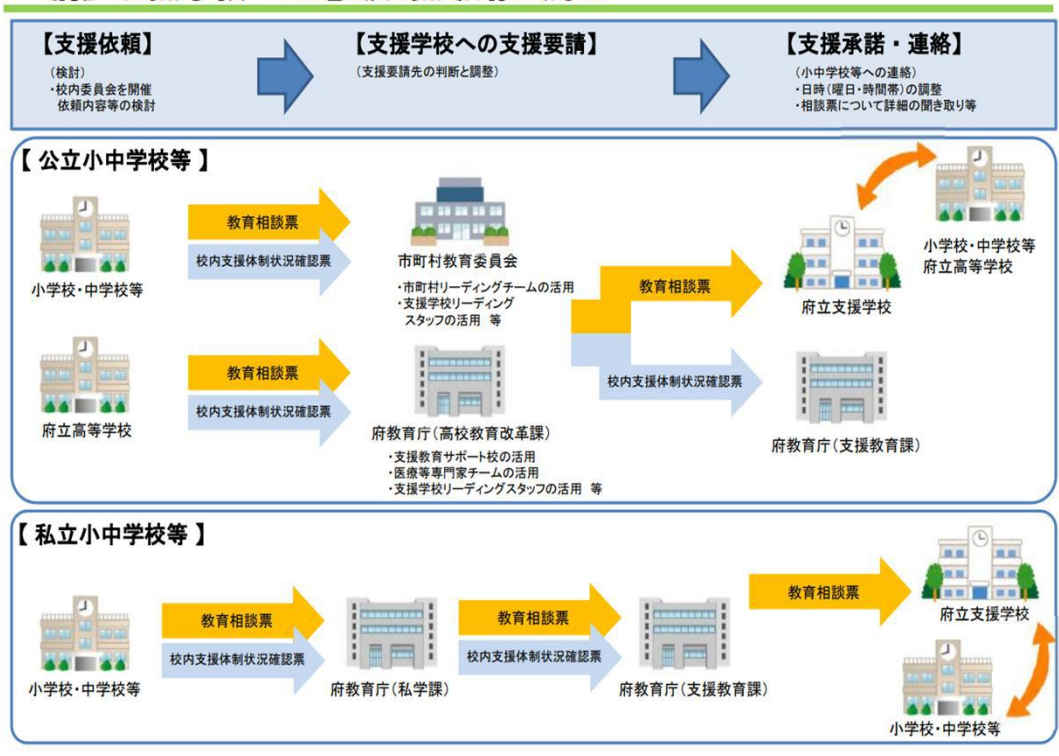 【支援依頼】
(検討)
・校内委員会を開催
依頼内容等の検討
【支援学校への支援要請】
(支援要請先の判断と調整)
【支援承諾・連絡】
(小中学校等への連絡)
・日時(曜日・時間帯)の調整
・相談票について詳細の聞き取り等
【 公立小中学校等 】
小学校・中学校等
教育相談票
校内支援体制状況確認票
市町村教育委員会
・市町村リーディングチームの活用
・支援学校リーディング
スタッフの活用 等
府立高等学校
教育相談票
校内支援体制状況確認票
府教育庁(高校教育改革課)
・支援教育サポート校の活用
・医療等専門家チームの活用
・支援学校リーディングスタッフの活用 等
教育相談票
校内支援体制状況確認票
府立支援学校
小学校・中学校等
府立高等学校
府教育庁(支援教育課)
【 私立小中学校等 】
小学校・中学校等
教育相談票
校内支援体制状況確認票
府教育庁(私学課)
教育相談票
校内支援体制状況確認票
府教育庁(支援教育課)
教育相談票
府立支援学校
小学校・中学校等